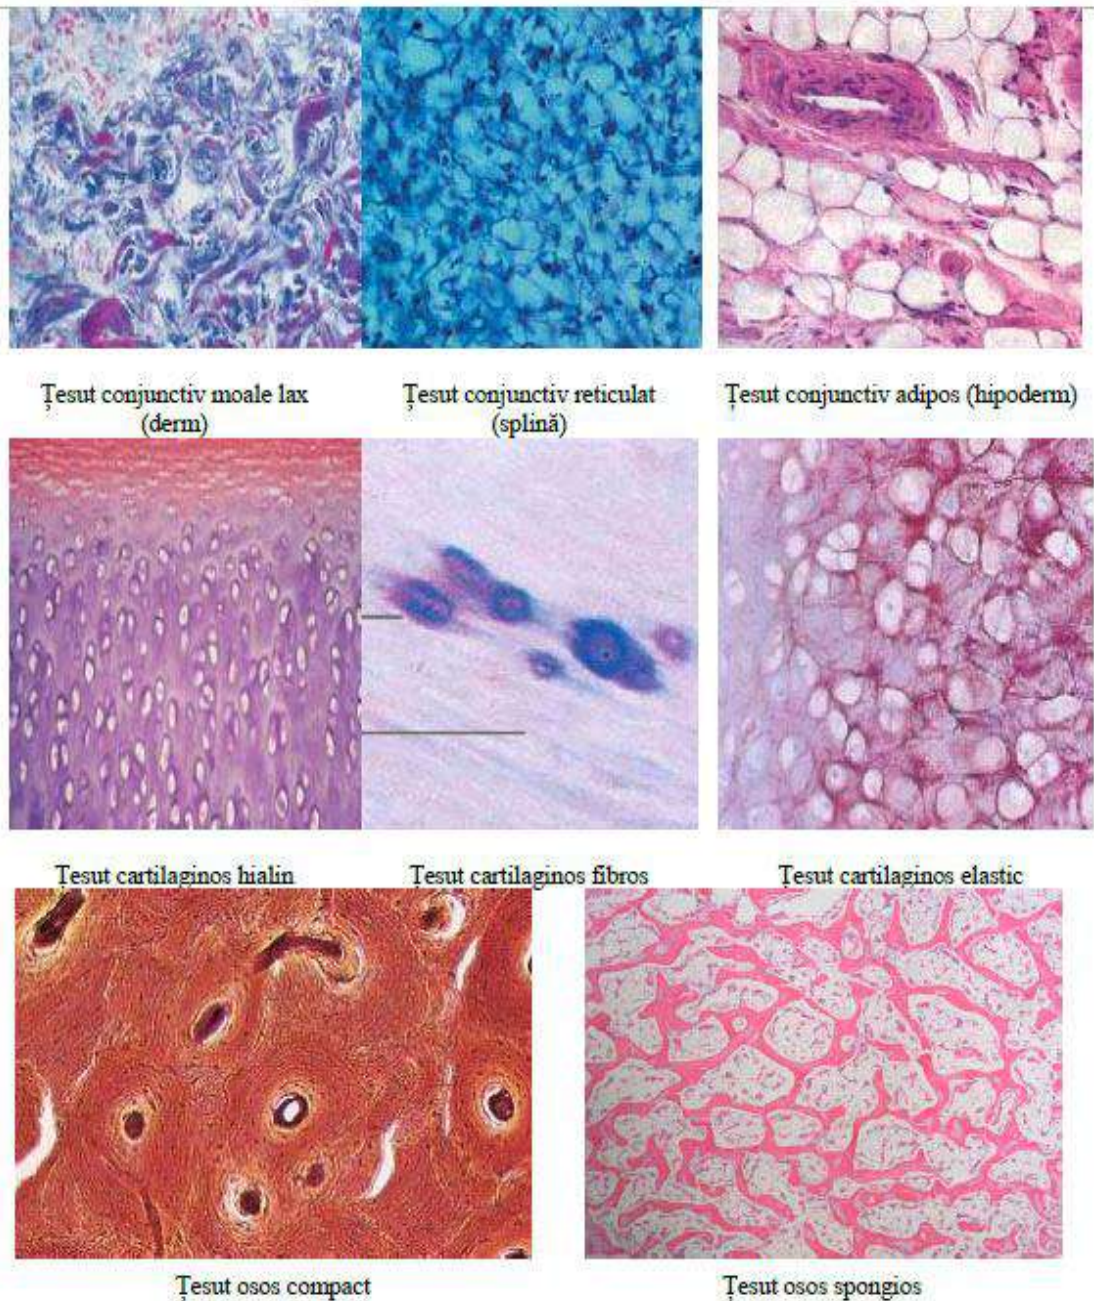 Țesut conjunctiv moale lax
(derm)
Țesut conjunctiv reticulat
(splină)
Țesut conjunctiv adipos (hipoderm)
Țesut cartilaginos hialin
Țesut cartilaginos fibros
Țesut cartilaginos elastic
Țesut osos compact
Țesut osos spongios